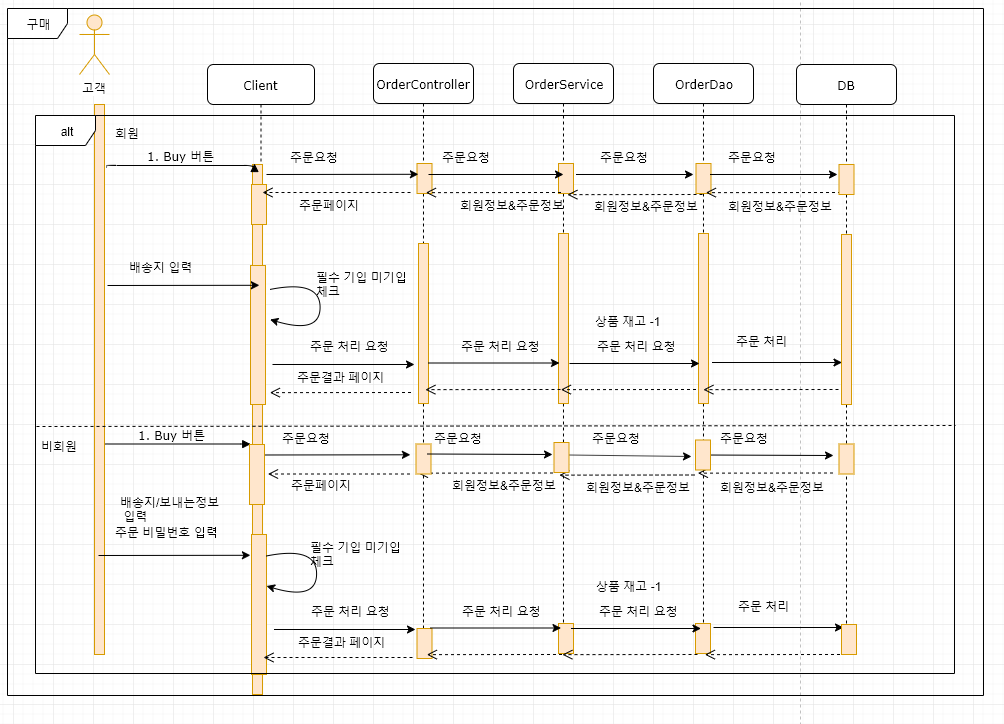 구매
고객
Client
OrderController
OrderService
OrderDao
DB
alt
회원
1. Buy 버튼
주문요청
주문요청
주문요청
주문요청
주문페이지
회원정보&주문정보
회원정보&주문정보
회원정보&주문정보
배송지 입력
필수 기입 미기입
체크
상품 재고 -1
주문 처리 요청
주문 처리 요청
주문 처리 요청
주문 처리
주문결과 페이지
비회원
1. Buy 버튼
주문요청
주문요청
주문요청
주문요청
주문페이지
회원정보&주문정보
회원정보&주문정보
회원정보&주문정보
배송지/보내는정보
입력
주문 비밀번호 입력
필수 기입 미기입
체크
상품 재고 -1
주문 처리 요청
주문 처리 요청
주문 처리 요청
주문 처리
주문결과 페이지